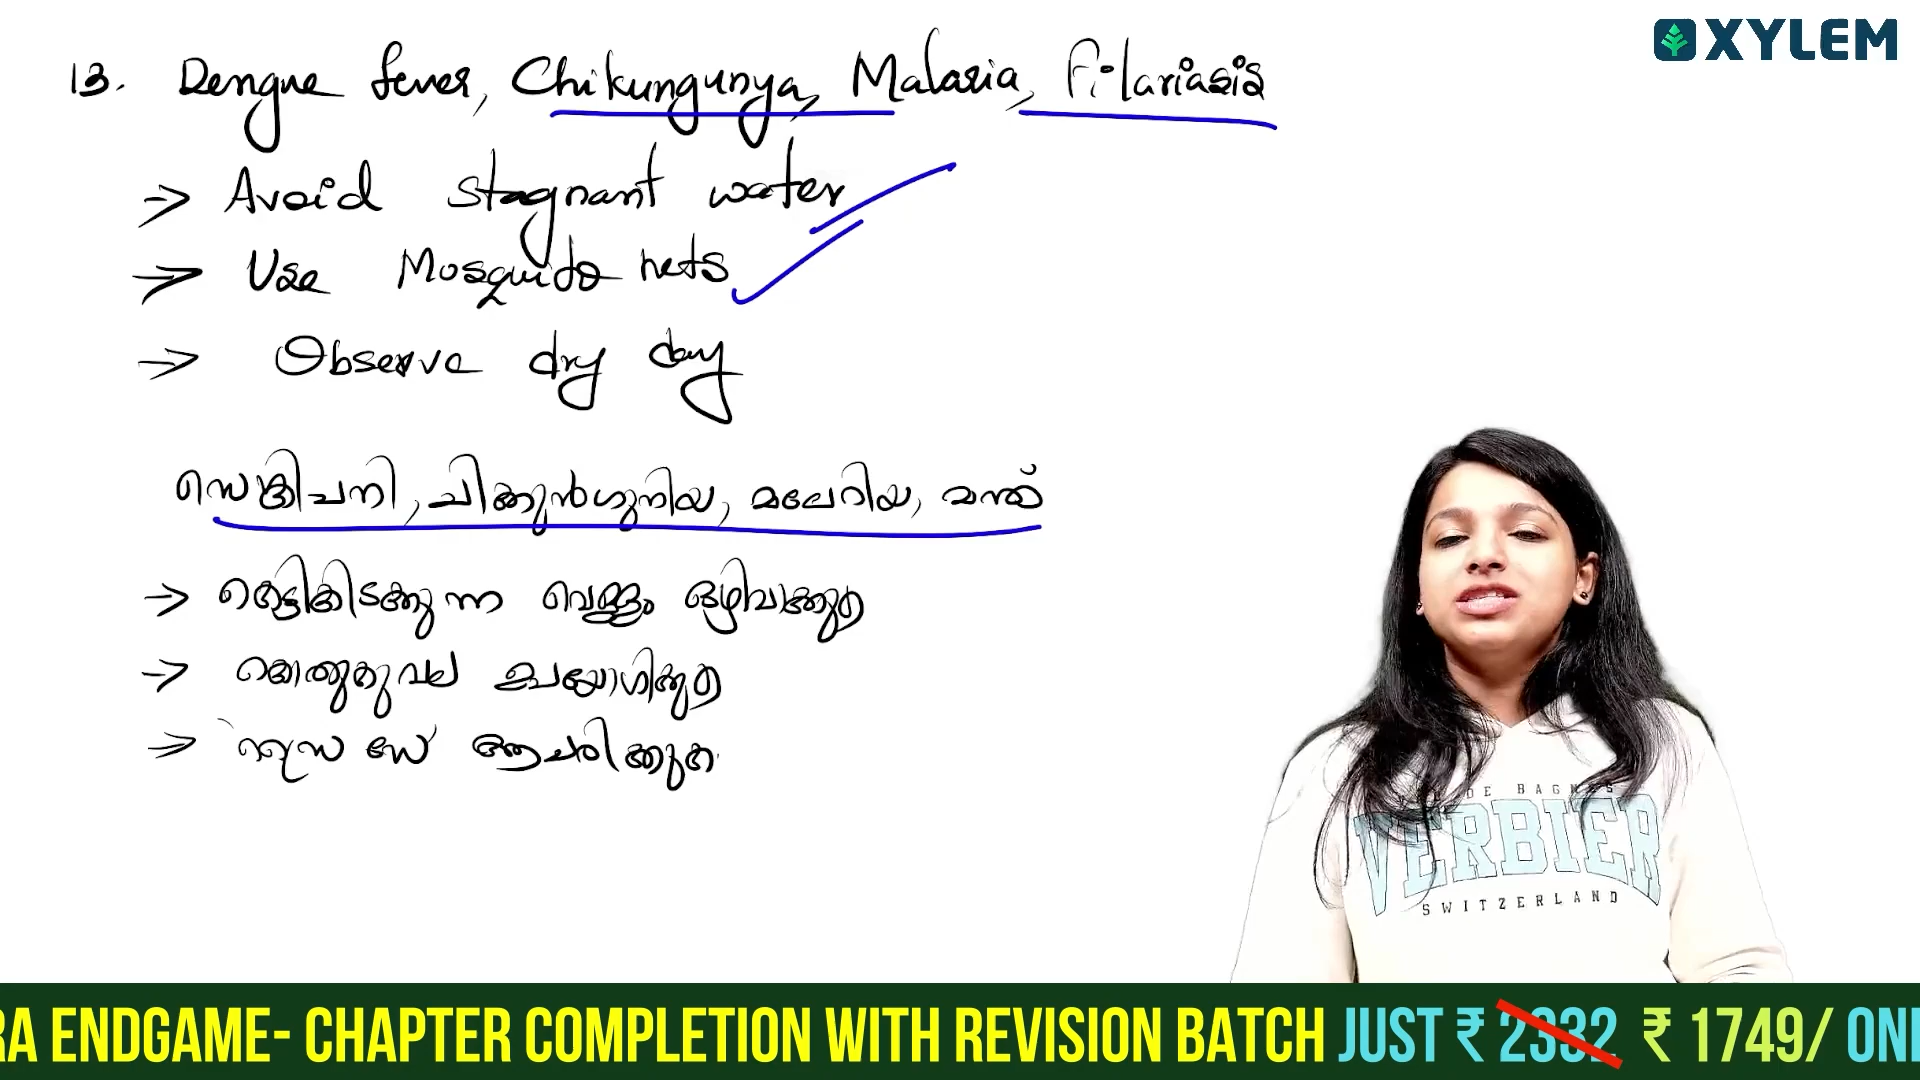 XYLEM
13. Dengue fever, Chikungunya, Malaria, Filariasis
→ Avoid stagnant water
→ Use Mosquito nets
→ Observe dry day
ഡെങ്കിപനി, ചിക്കുൻഗുനിയ, മലേറിയ, മന്ത്
→ കെട്ടികിടക്കുന്ന വെള്ളം ഒഴിവാക്കുക
→ കൊതുകുവല ഉപയോഗിക്കുക
→ ഡ്രൈ ഡേ ആചരിക്കുക
VERBIER
SWITZERLAND
RA ENDGAME- CHAPTER COMPLETION WITH REVISION BATCH JUST ₹ 2332 ₹ 1749/ ONL